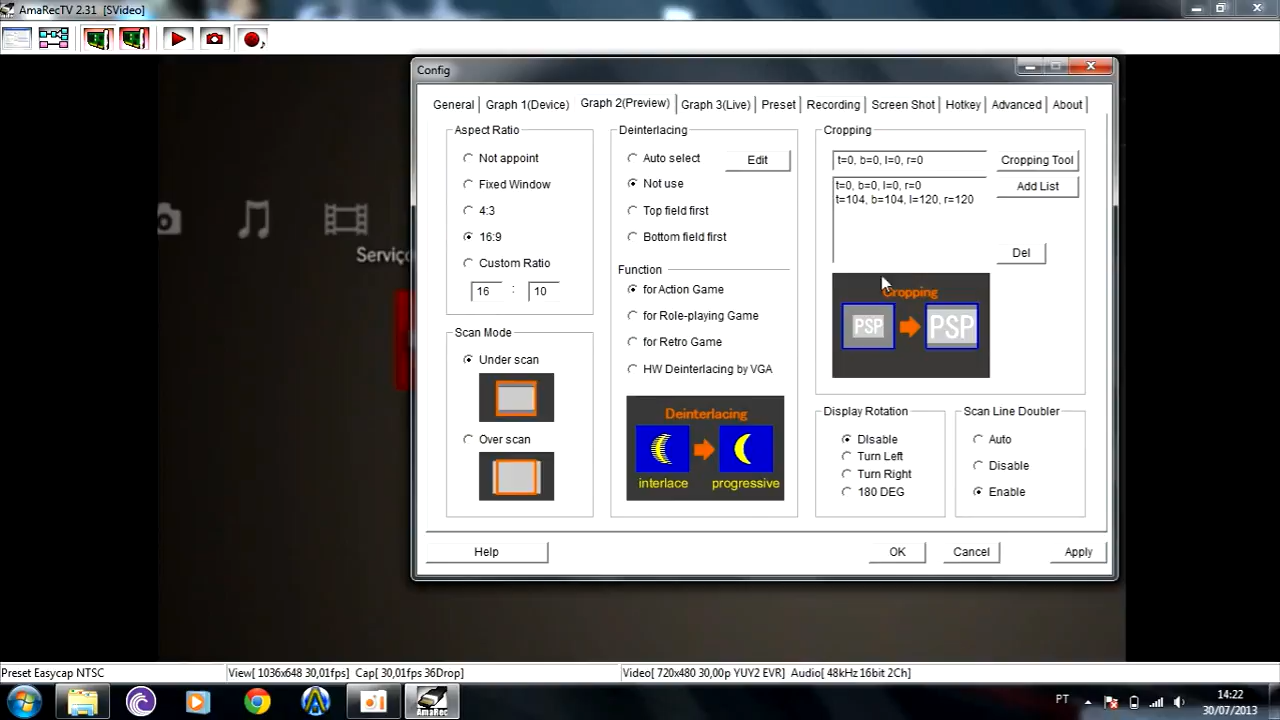 AmaRecTV 2.31 [SVideo]
Config
General
Graph 1(Device)
Graph 2(Preview)
Graph 3(Live)
Preset
Recording
Screen Shot
Hotkey
Advanced
About
Aspect Ratio
Not appoint
Fixed Window
4:3
16:9
Custom Ratio
16 : 10
Scan Mode
Under scan
Over scan
Deinterlacing
Auto select
Edit
Not use
Top field first
Bottom field first
Function
for Action Game
for Role-playing Game
for Retro Game
HW Deinterlacing by VGA
Deinterlacing
interlace
progressive
Cropping
t=0, b=0, l=0, r=0
Cropping Tool
t=0, b=0, l=0, r=0
t=104, b=104, l=120, r=120
Add List
Del
Cropping
PSP
PSP
Display Rotation
DIsable
Turn Left
Turn Right
180 DEG
Scan Line Doubler
Auto
Disable
Enable
Help
OK
Cancel
Apply
Serviço
Preset Easycap NTSC
View[ 1036x648 30,01fps] Cap[ 30,01fps 36Drop]
Video[ 720x480 30,00p YUY2 EVR] Audio[ 48kHz 16bit 2Ch]
AmaRec
PT
14:22
30/07/2013